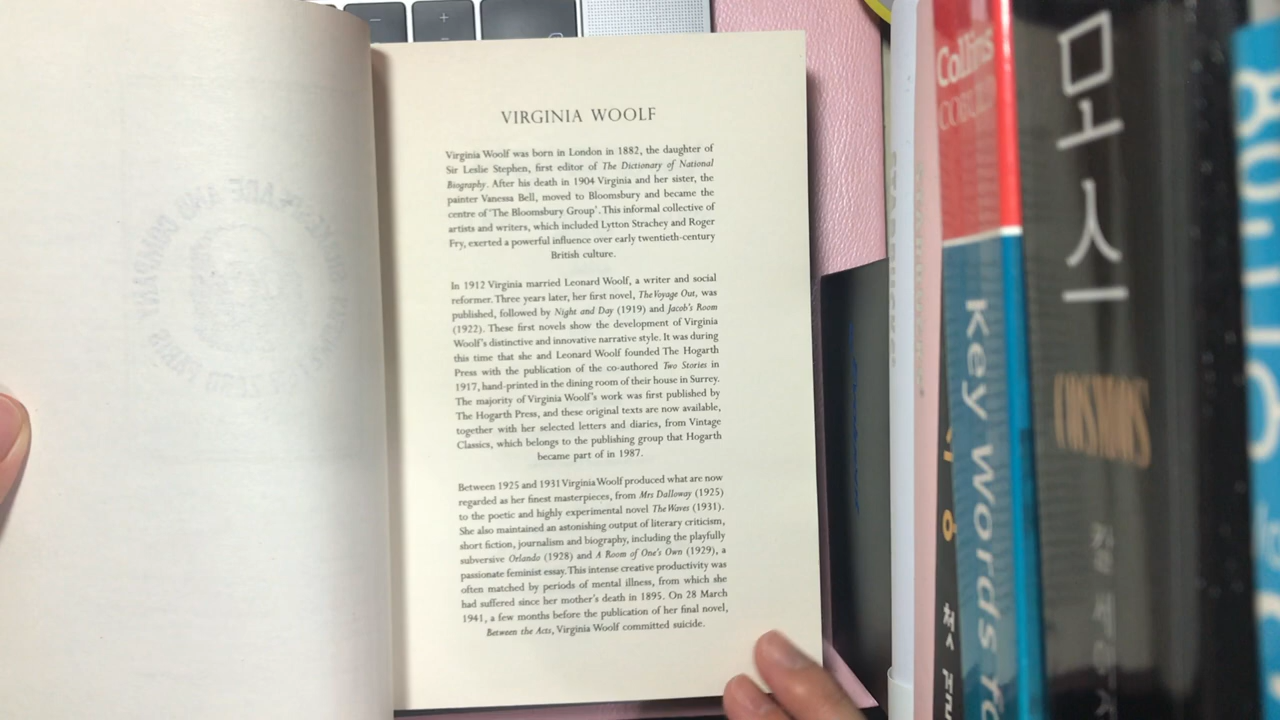 VIRGINIA WOOLF
Virginia Woolf was born in London in 1882, the daughter of
Sir Leslie Stephen, first editor of The Dictionary of National
Biography. After his death in 1904 Virginia and her sister, the
painter Vanessa Bell, moved to Bloomsbury and became the
centre of 'The Bloomsbury Group'. This informal collective of
artists and writers, which included Lytton Strachey and Roger
Fry, exerted a powerful influence over early twentieth-century
British culture.
In 1912 Virginia married Leonard Woolf, a writer and social
reformer. Three years later, her first novel, The Voyage Out, was
published, followed by Night and Day (1919) and Jacob's Room
(1922). These first novels show the development of Virginia
Woolf's distinctive and innovative narrative style. It was during
this time that she and Leonard Woolf founded The Hogarth
Press with the publication of the co-authored Two Stories in
1917, hand-printed in the dining room of their house in Surrey.
The majority of Virginia Woolf's work was first published by
The Hogarth Press, and these original texts are now available,
together with her selected letters and diaries, from Vintage
Classics, which belongs to the publishing group that Hogarth
became part of in 1987.
Between 1925 and 1931 Virginia Woolf produced what are now
regarded as her finest masterpieces, from Mrs Dalloway (1925)
to the poetic and highly experimental novel The Waves (1931).
She also maintained an astonishing output of literary criticism,
short fiction, journalism and biography, including the playfully
subversive Orlando (1928) and A Room of One's Own (1929), a
passionate feminist essay. This intense creative productivity was
often matched by periods of mental illness, from which she
had suffered since her mother's death in 1895. On 28 March
1941, a few months before the publication of her final novel,
Between the Acts, Virginia Woolf committed suicide.
Collins
COBUILD
Key Words fo
모스